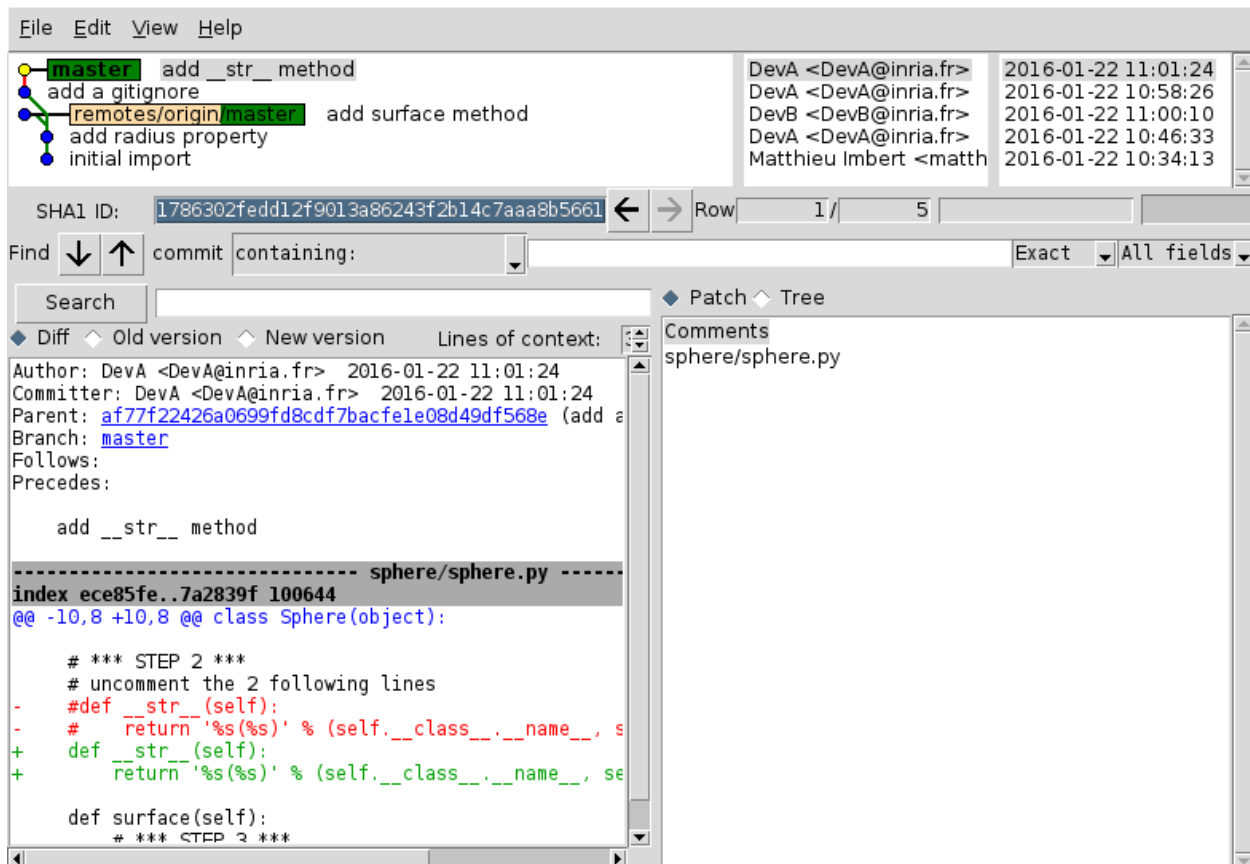 File Edit View Help
master add __str__ method DevA <DevA@inria.fr> 2016-01-22 11:01:24
add a gitignore DevA <DevA@inria.fr> 2016-01-22 10:58:26
remotes/origin/master add surface method DevB <DevB@inria.fr> 2016-01-22 11:00:10
add radius property DevA <DevA@inria.fr> 2016-01-22 10:46:33
initial import Matthieu Imbert <matth 2016-01-22 10:34:13
SHA1 ID: 1786302fedd12f9013a86243f2b14c7aaa8b5661 Row 1 / 5
Find commit containing: Exact All fields
Search Patch Tree
Diff Old version New version Lines of context:
Comments
sphere/sphere.py
Author: DevA <DevA@inria.fr> 2016-01-22 11:01:24
Committer: DevA <DevA@inria.fr> 2016-01-22 11:01:24
Parent: af77f22426a0699fd8cdf7bacfe1e08d49df568e (add a
Branch: master
Follows:
Precedes:
add __str__ method
------------------------------- sphere/sphere.py ------
index ece85fe..7a2839f 100644
@@ -10,8 +10,8 @@ class Sphere(object):
# *** STEP 2 ***
# uncomment the 2 following lines
- #def __str__(self):
- #    return '%s(%s)' % (self.__class__.__name__, s
+ def __str__(self):
+     return '%s(%s)' % (self.__class__.__name__, se
def surface(self):
# *** STEP 3 ***